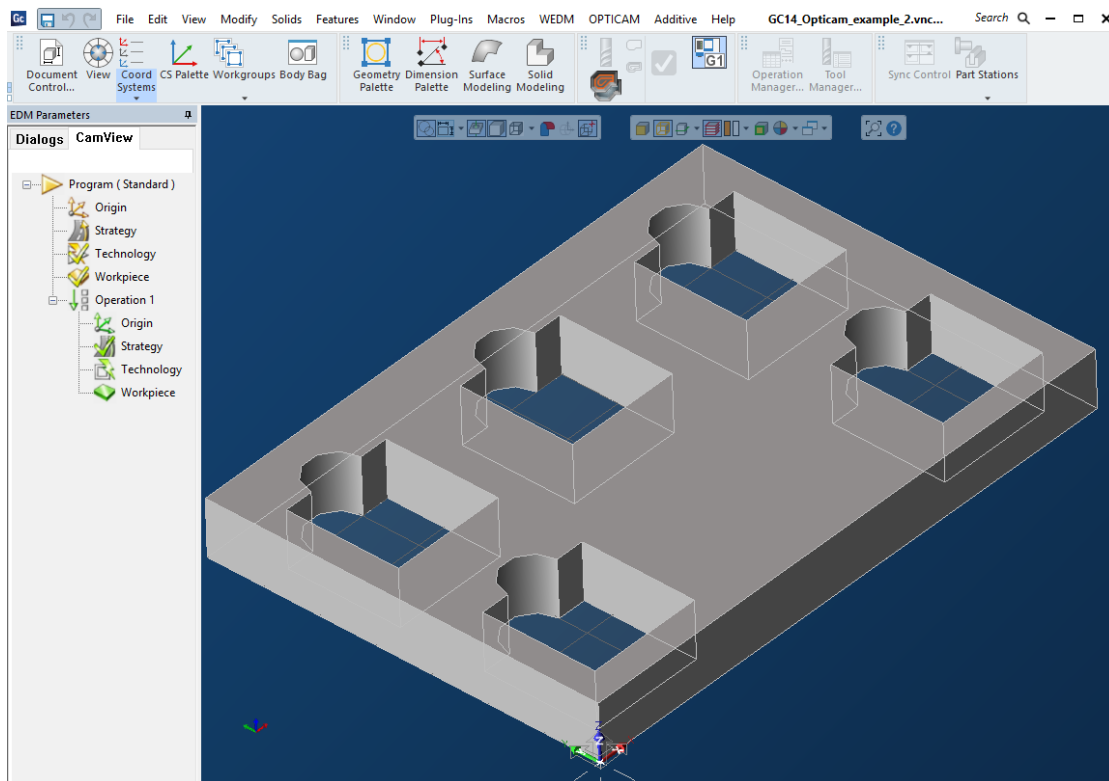 Gc File Edit View Modify Solids Features Window Plug-Ins Macros WEDM OPTICAM Additive Help GC14_Opticam_example_2.vnc... Search
Document Control... View Coord Systems CS Palette Workgroups Body Bag Geometry Palette Dimension Palette Surface Modeling Solid Modeling G1 Operation Manager... Tool Manager... Sync Control Part Stations
EDM Parameters
Dialogs CamView
Program ( Standard )
Origin
Strategy
Technology
Workpiece
Operation 1
Origin
Strategy
Technology
Workpiece
Z